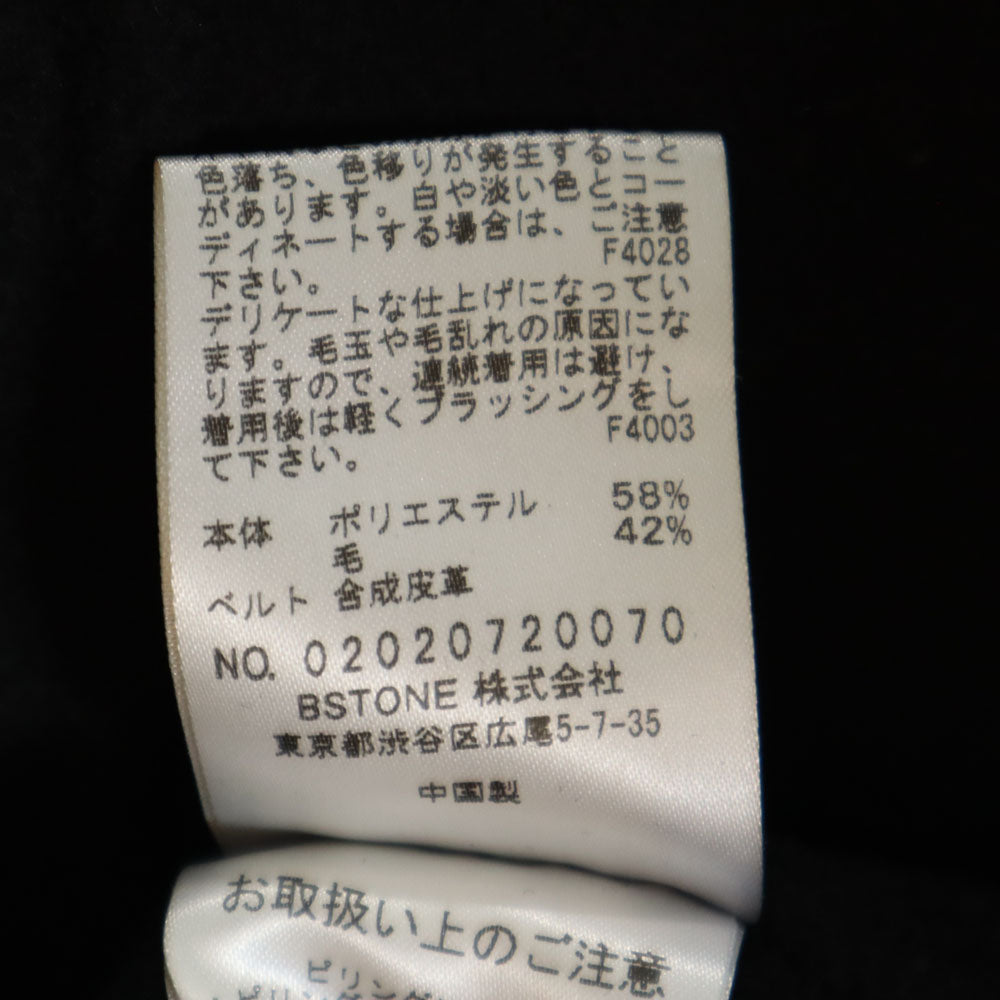 色落ち、色移りが発生すること
があります。白や淡い色とコー
ディネートする場合は、ご注意
下さい。 F4028
デリケートな仕上げになってい
ます。毛玉や毛乱れの原因にな
りますので、連続着用は避け、
着用後は軽くブラッシングをし
て下さい。 F4003
本体 ポリエステル 58%
毛 42%
ベルト 合成皮革
NO. 02020720070
BSTONE 株式会社
東京都渋谷区広尾5-7-35
中国製
お取扱い上のご注意
ピリング